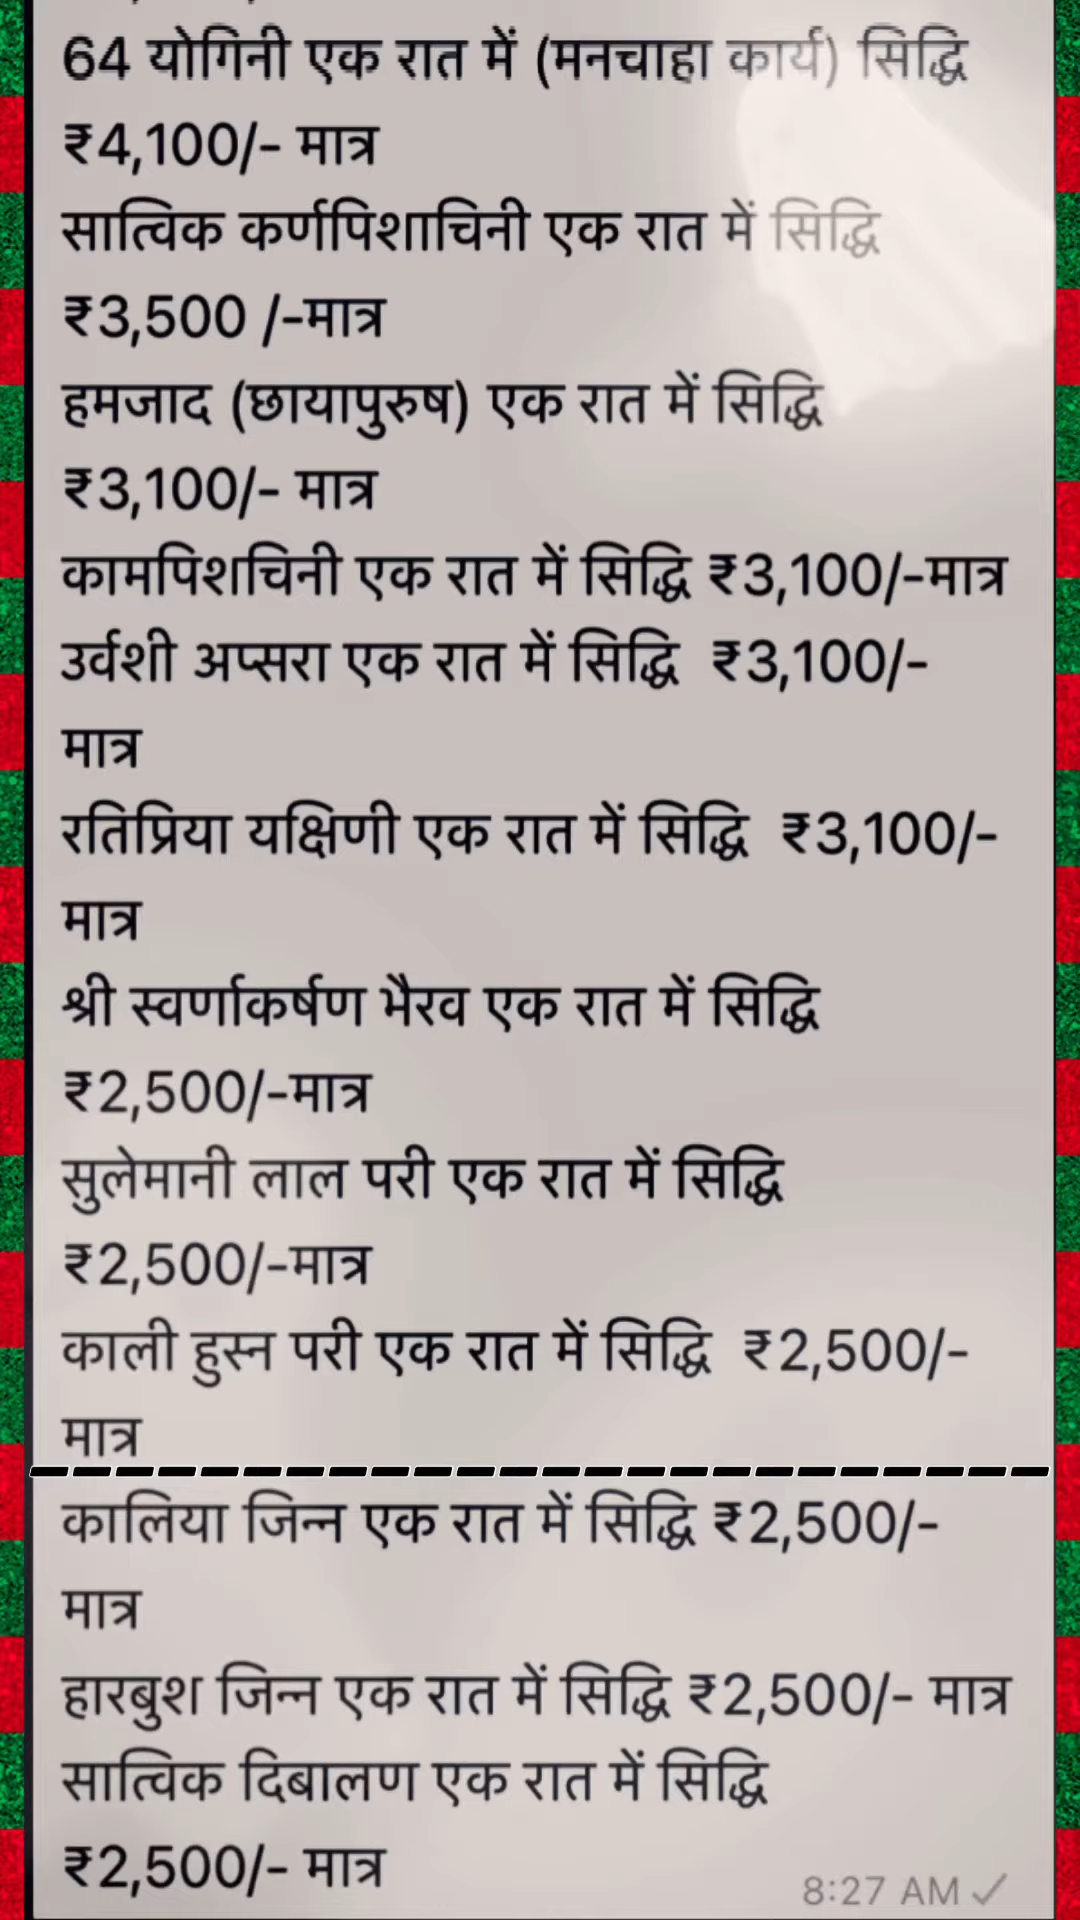 64 योगिनी एक रात में (मनचाहा कार्य) सिद्धि
₹4,100/- मात्र
सात्विक कर्णपिशाचिनी एक रात में सिद्धि
₹3,500 /-मात्र
हमजाद (छायापुरुष) एक रात में सिद्धि
₹3,100/- मात्र
कामपिशचिनी एक रात में सिद्धि ₹3,100/-मात्र
उर्वशी अप्सरा एक रात में सिद्धि ₹3,100/-
मात्र
रतिप्रिया यक्षिणी एक रात में सिद्धि ₹3,100/-
मात्र
श्री स्वर्णाकर्षण भैरव एक रात में सिद्धि
₹2,500/-मात्र
सुलेमानी लाल परी एक रात में सिद्धि
₹2,500/-मात्र
काली हुस्न परी एक रात में सिद्धि ₹2,500/-
मात्र
कालिया जिन्न एक रात में सिद्धि ₹2,500/-
मात्र
हारबुश जिन्न एक रात में सिद्धि ₹2,500/- मात्र
सात्विक दिबालण एक रात में सिद्धि
₹2,500/- मात्र
8:27 AM